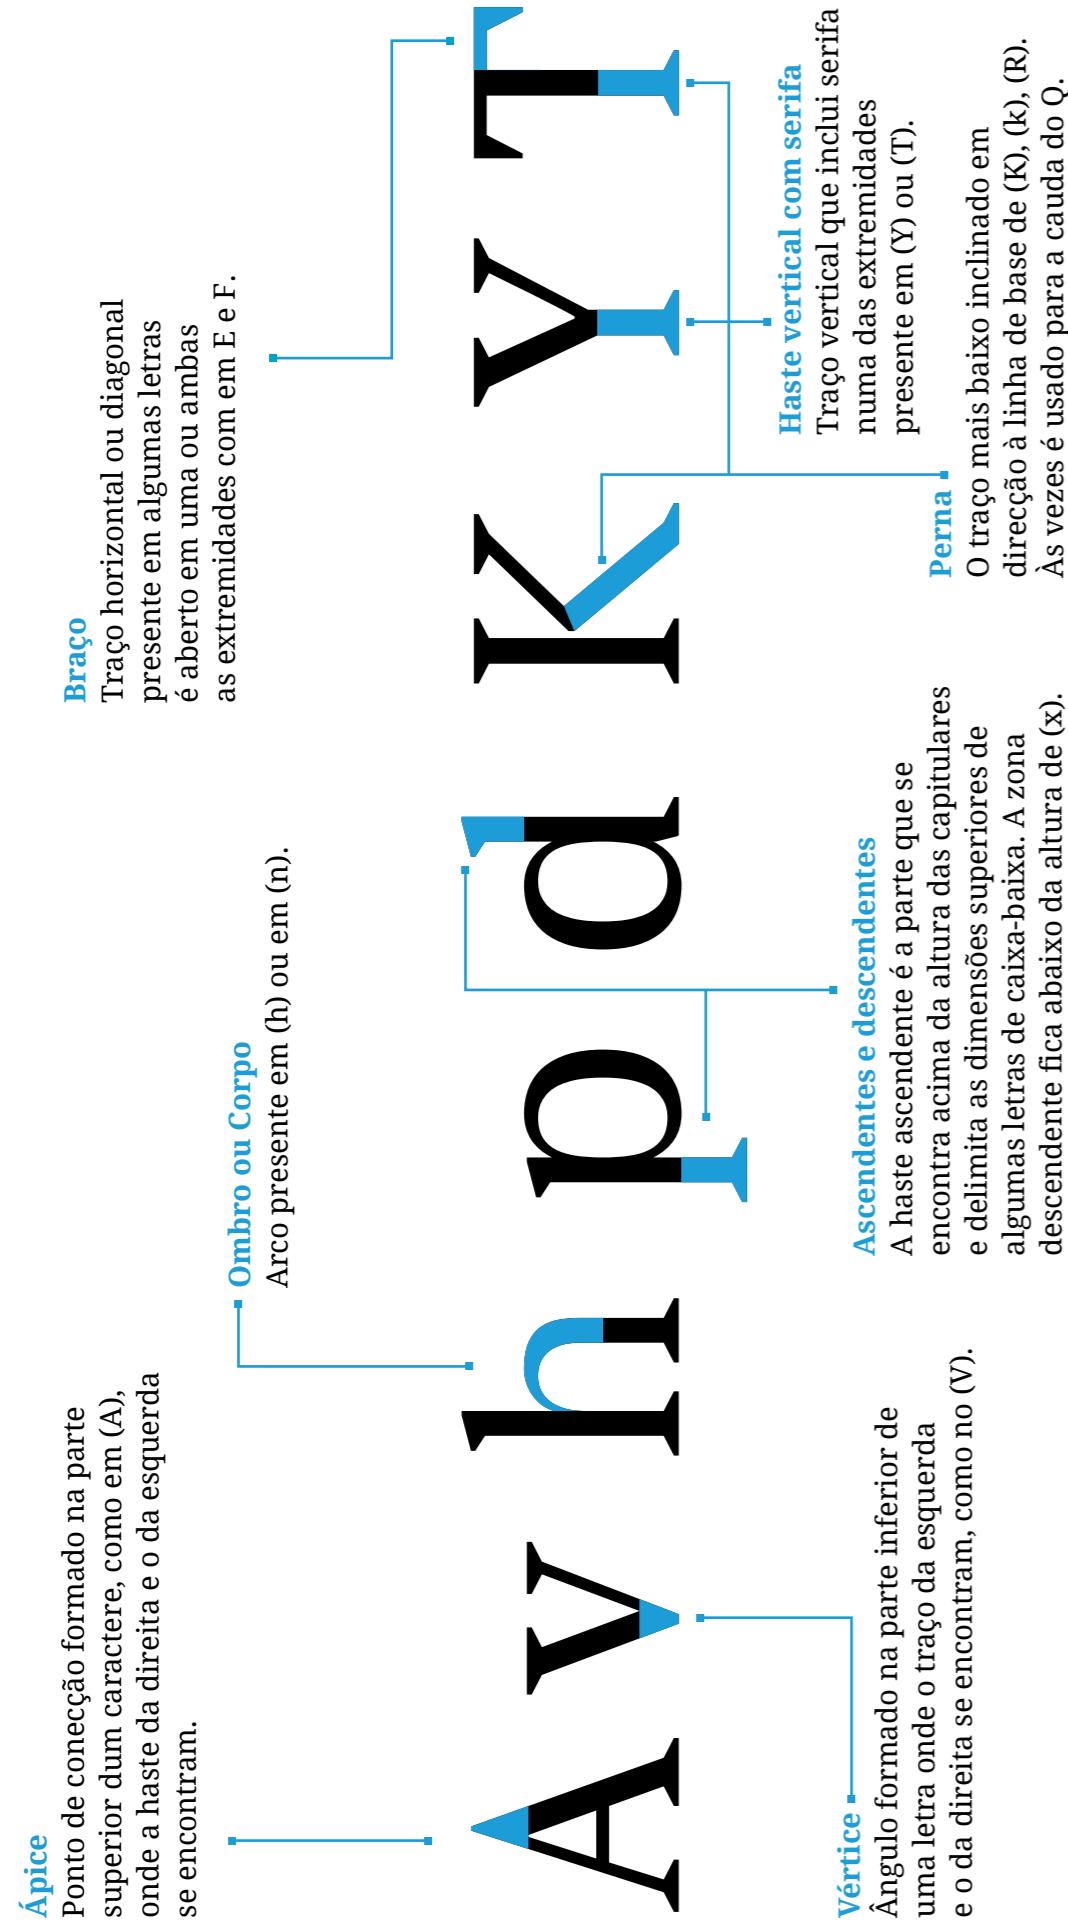 Ápice
Ponto de conecção formado na parte
superior dum caractere, como em (A),
onde a haste da direita e o da esquerda
se encontram.
Ombro ou Corpo
Arco presente em (h) ou em (n).
Braço
Traço horizontal ou diagonal
presente em algumas letras
é aberto em uma ou ambas
as extremidades com em E e F.
A v h p d K Y T
Vértice
Ângulo formado na parte inferior de
uma letra onde o traço da esquerda
e o da direita se encontram, como no (V).
Ascendentes e descendentes
A haste ascendente é a parte que se
encontra acima da altura das capitulares
e delimita as dimensões superiores de
algumas letras de caixa-baixa. A zona
descendente fica abaixo da altura de (x).
Perna
O traço mais baixo inclinado em
direcção à linha de base de (K), (k), (R).
Às vezes é usado para a cauda do Q.
Haste vertical com serifa
Traço vertical que inclui serifa
numa das extremidades
presente em (Y) ou (T).